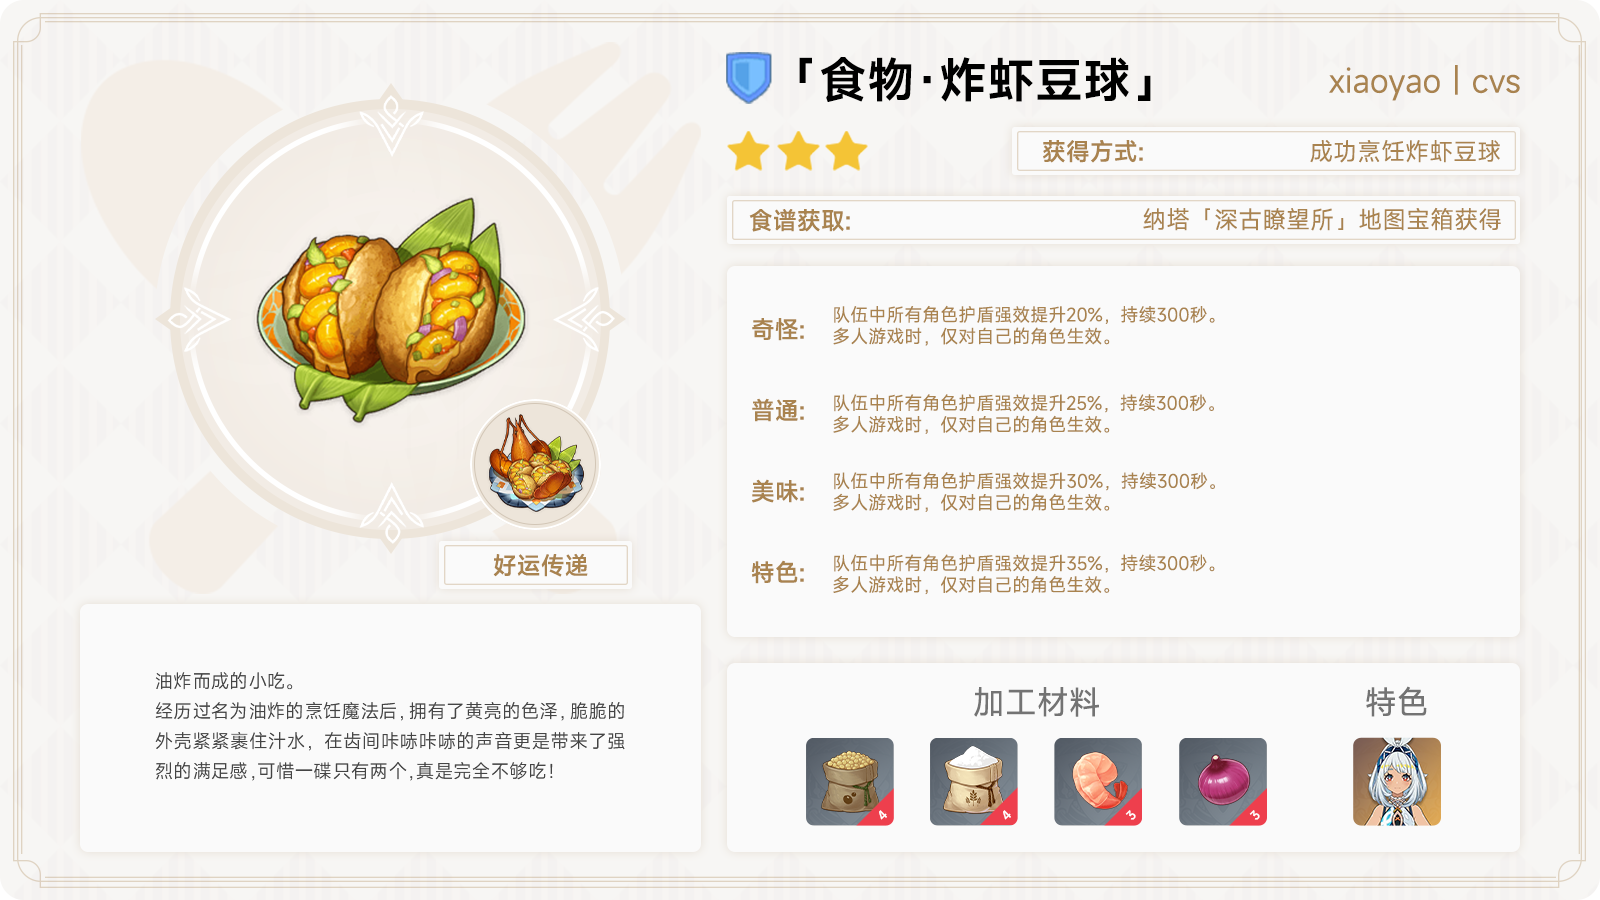 「食物·炸虾豆球」
xiaoyao | cvs
获得方式:
成功烹饪炸虾豆球
食谱获取:
纳塔「深古瞭望所」地图宝箱获得
奇怪:
队伍中所有角色护盾强效提升20%，持续300秒。
多人游戏时，仅对自己的角色生效。
普通:
队伍中所有角色护盾强效提升25%，持续300秒。
多人游戏时，仅对自己的角色生效。
美味:
队伍中所有角色护盾强效提升30%，持续300秒。
多人游戏时，仅对自己的角色生效。
特色:
队伍中所有角色护盾强效提升35%，持续300秒。
多人游戏时，仅对自己的角色生效。
好运传递
油炸而成的小吃。
经历过名为油炸的烹饪魔法后,拥有了黄亮的色泽,脆脆的
外壳紧紧裹住汁水，在齿间咔哧咔哧的声音更是带来了强
烈的满足感,可惜一碟只有两个,真是完全不够吃!
加工材料
特色
4
4
3
3